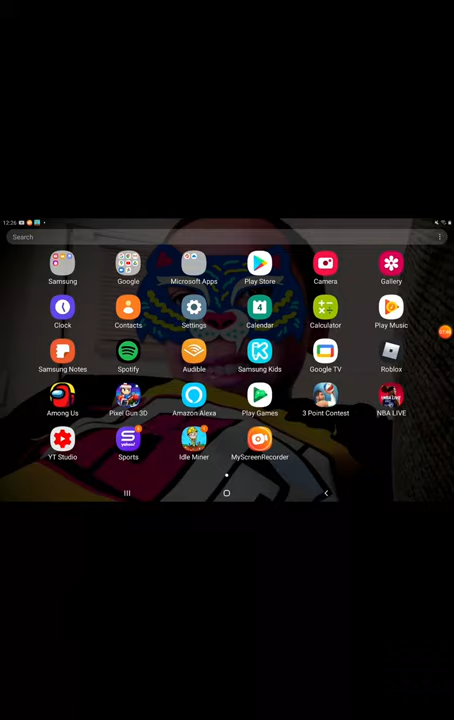 12:26
Search
Samsung Google Microsoft Apps Play Store Camera Gallery
4
Clock Contacts Settings Calendar Calculator Play Music
Samsung Notes Spotify Audible Samsung Kids Google TV Roblox
Among Us Pixel Gun 3D Amazon Alexa Play Games 3 Point Contest NBA LIVE
YT Studio Sports Idle Miner MyScreenRecorder